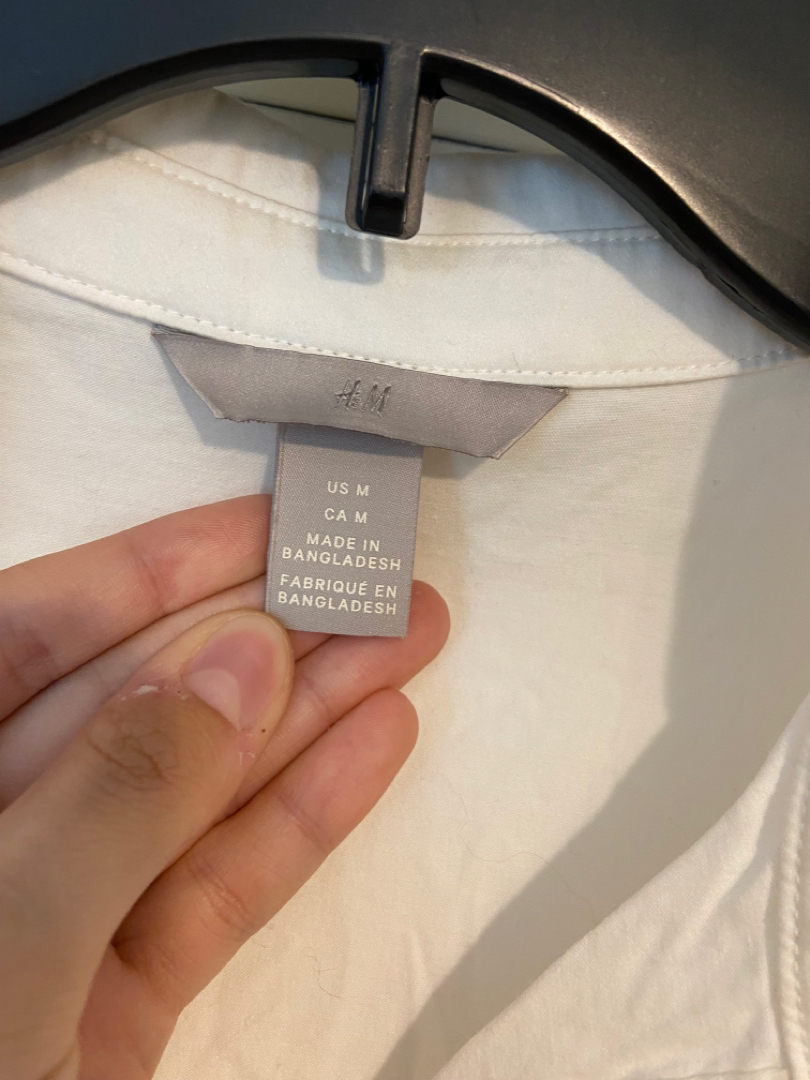 H&M
US M
CA M
MADE IN
BANGLADESH
FABRIQUÉ EN
BANGLADESH